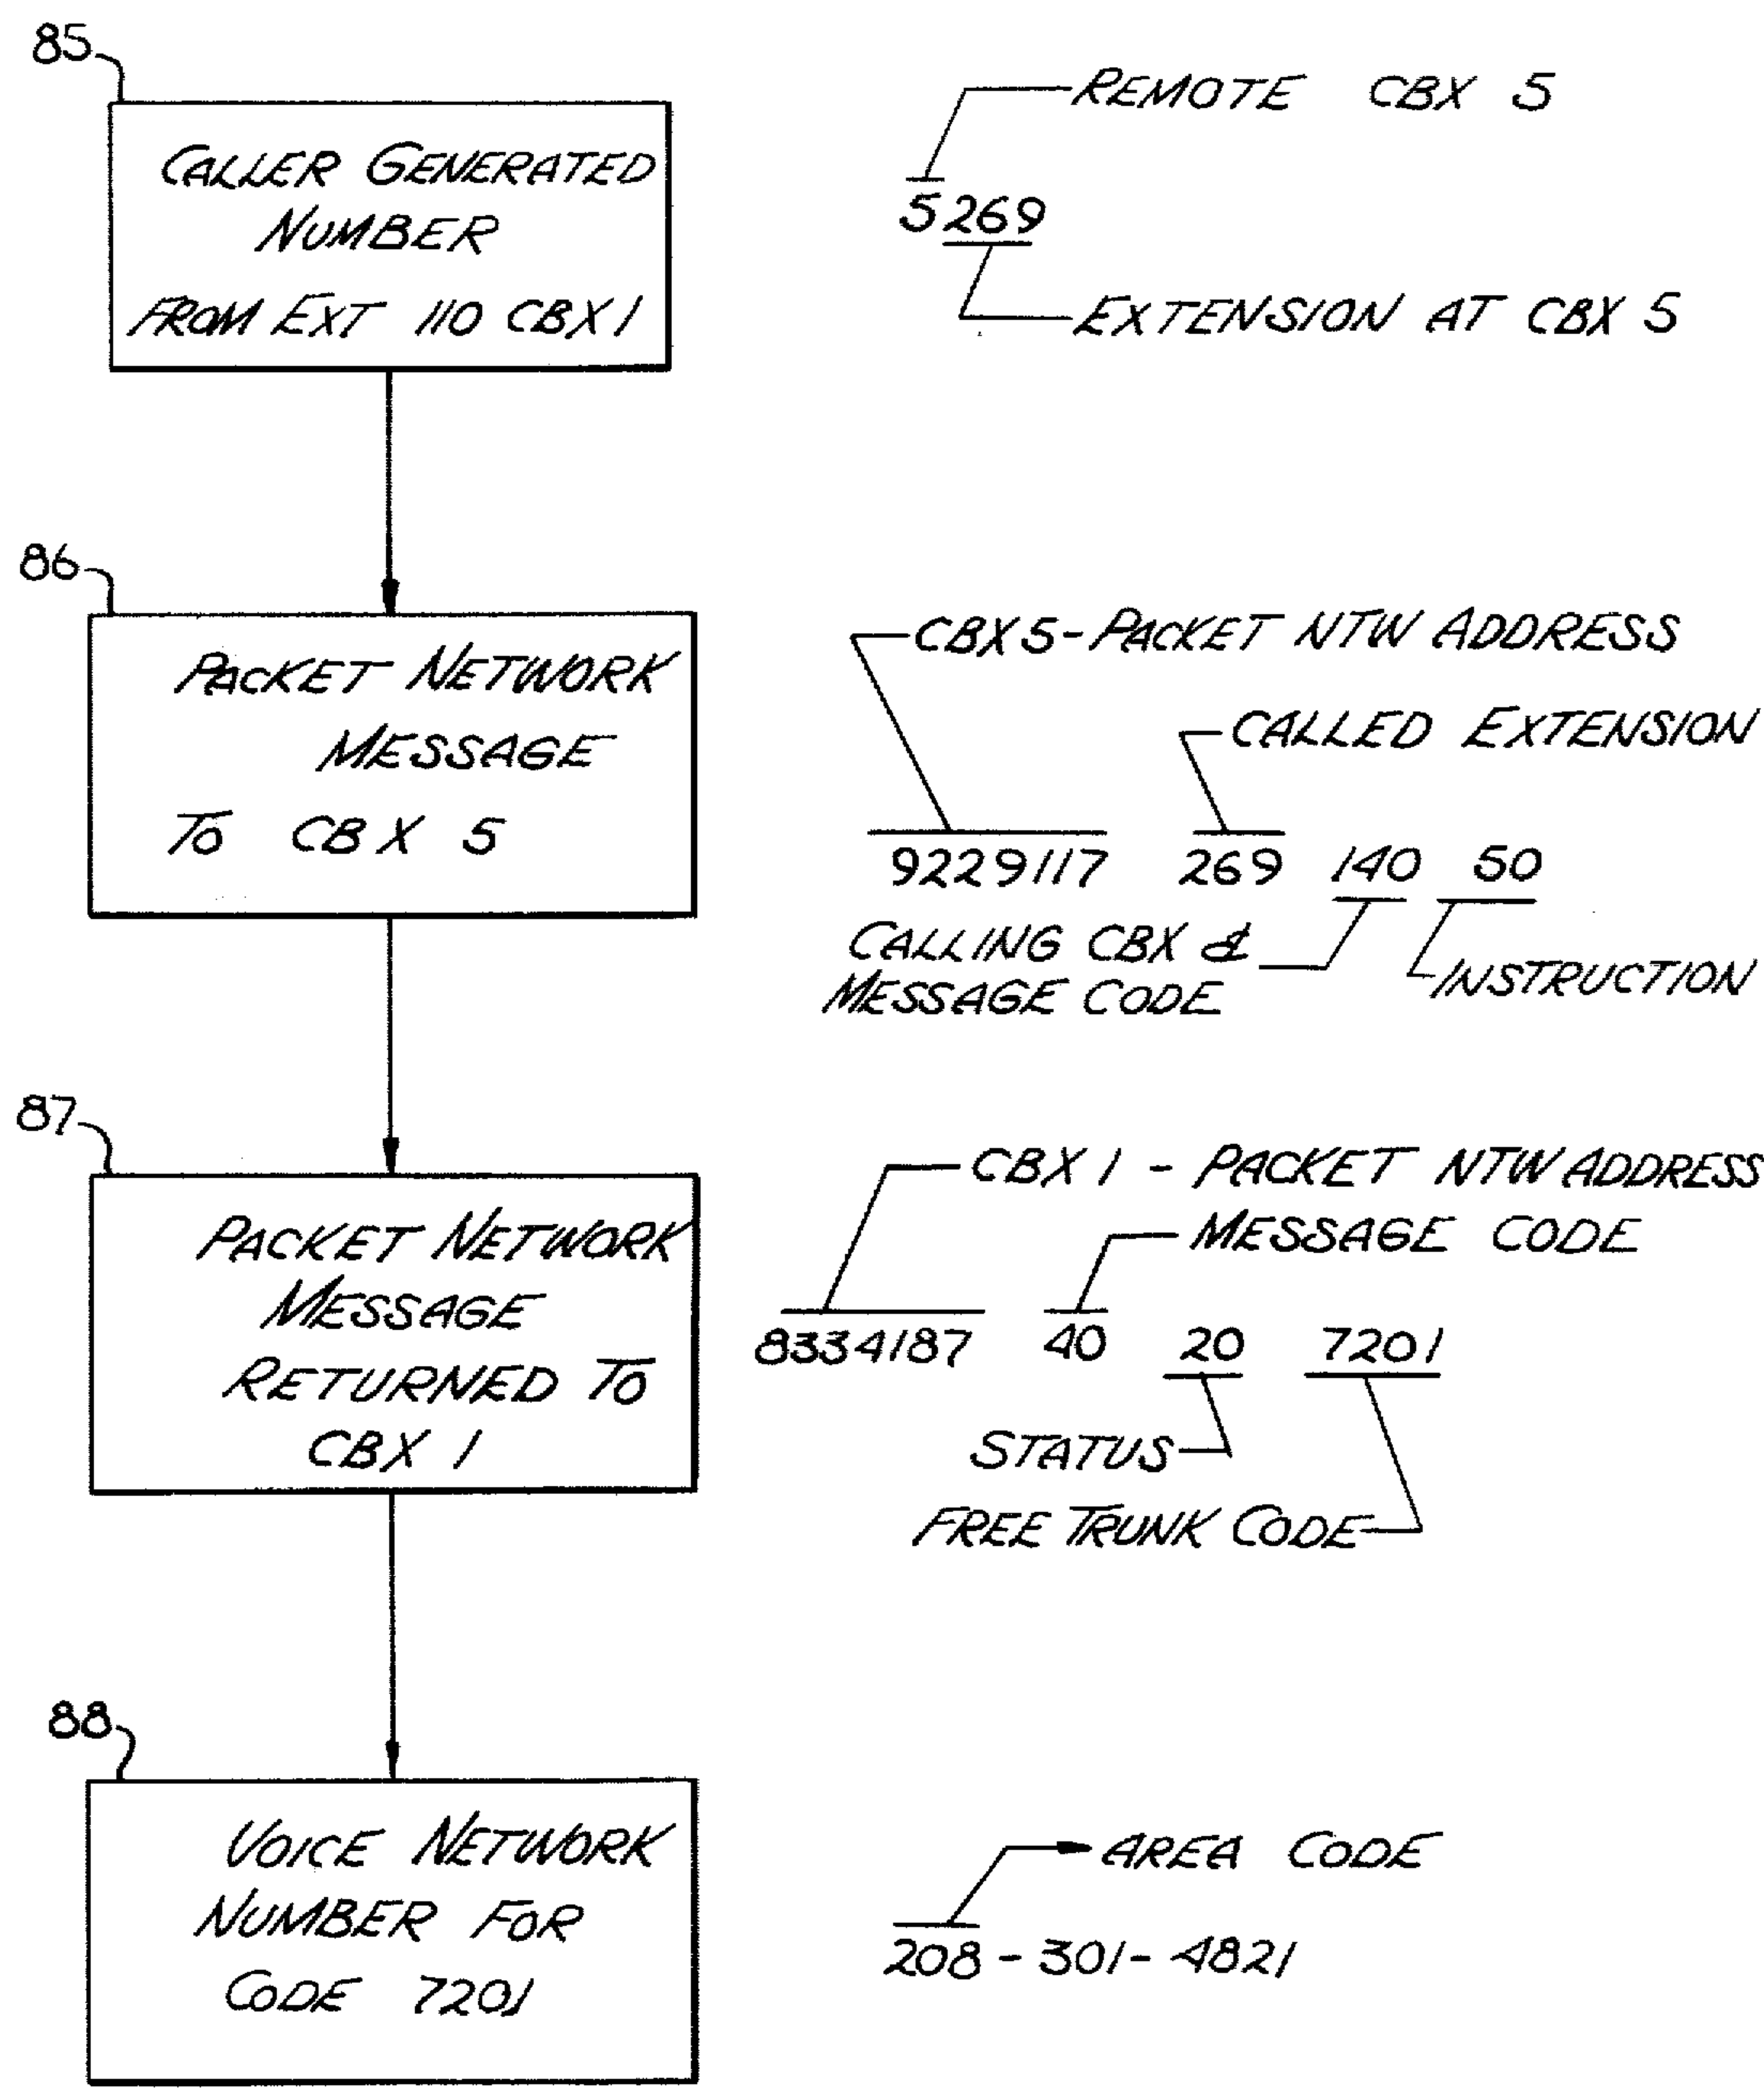 85
CALLER GENERATED
NUMBER
FROM EXT 110 CBX 1
REMOTE CBX 5
5269
EXTENSION AT CBX 5
86
PACKET NETWORK
MESSAGE
TO CBX 5
CBX 5 - PACKET NTW ADDRESS
CALLED EXTENSION
9229117 269 140 50
CALLING CBX &
MESSAGE CODE
INSTRUCTION
87
PACKET NETWORK
MESSAGE
RETURNED TO
CBX 1
CBX 1 - PACKET NTW ADDRESS
MESSAGE CODE
8334187 40 20 7201
STATUS
FREE TRUNK CODE
88
VOICE NETWORK
NUMBER FOR
CODE 7201
AREA CODE
208-301-4821